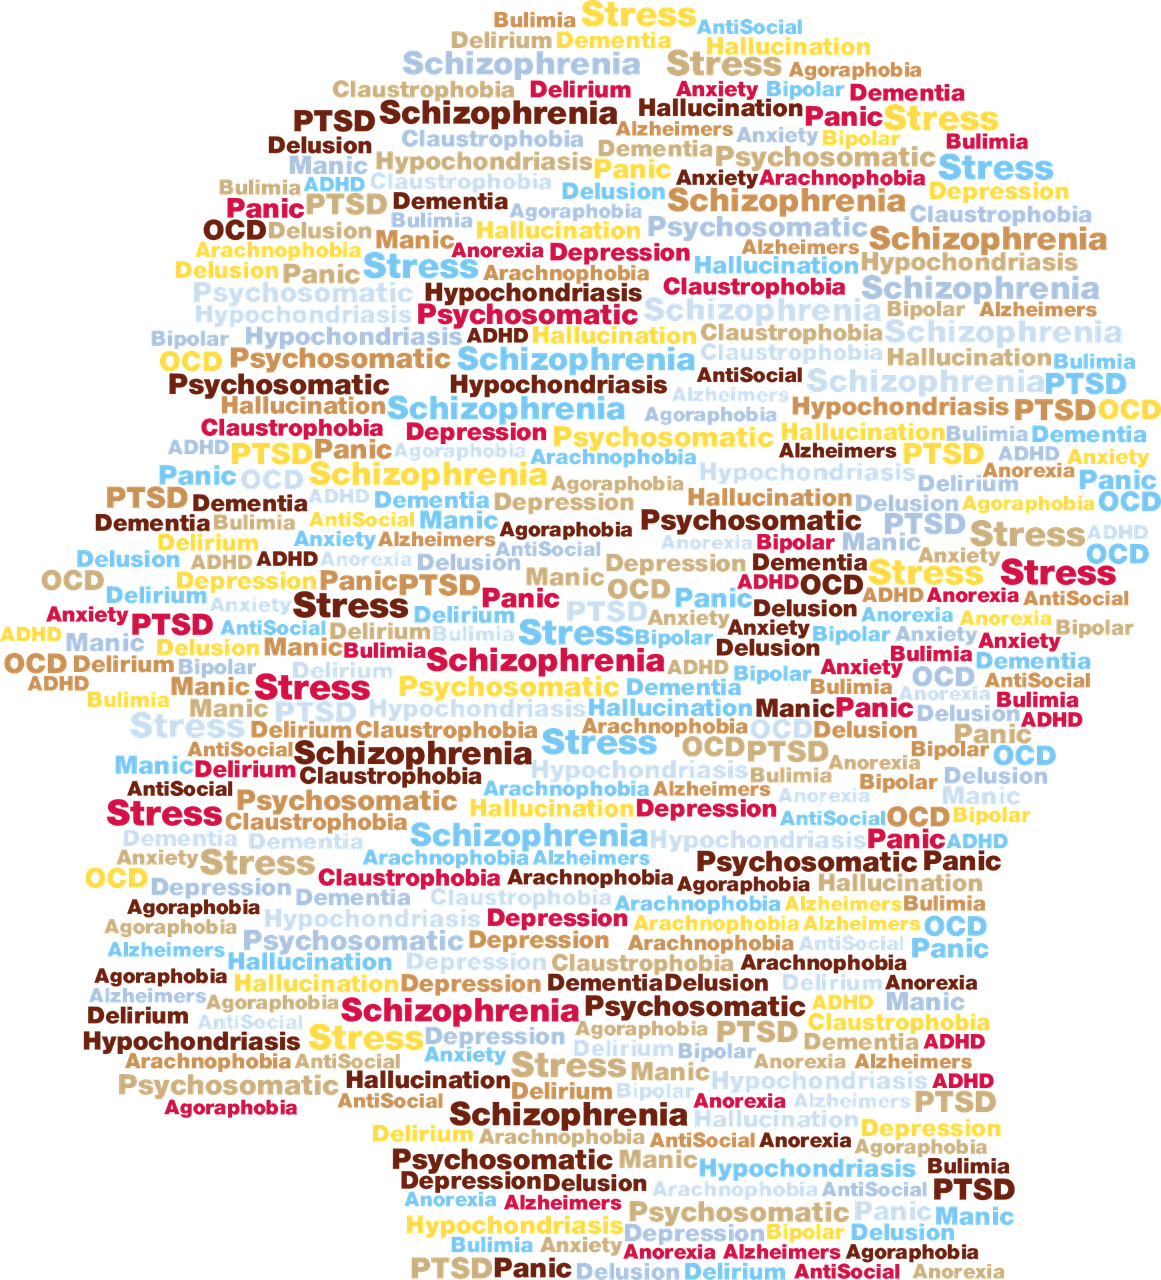 Bulimia Stress AntiSocial
Delirium Dementia Hallucination
Schizophrenia Stress Agoraphobia
Claustrophobia Delirium Anxiety Bipolar Dementia
PTSD Schizophrenia Hallucination Panic Stress
Delusion Claustrophobia Alzheimers Anxiety Bipolar Bulimia
Manic Hypochondriasis Panic Dementia Psychosomatic Stress
Bulimia ADHD Claustrophobia Delusion Anxiety Arachnophobia Depression
Panic PTSD Dementia Agoraphobia Schizophrenia Claustrophobia
OCD Delusion Bulimia Hallucination Psychosomatic Schizophrenia
Arachnophobia Manic Anorexia Depression Alzheimers
Delusion Panic Stress Arachnophobia Hallucination Hypochondriasis
Psychosomatic Hypochondriasis Claustrophobia Schizophrenia
Hypochondriasis Psychosomatic Schizophrenia Bipolar Alzheimers
Bipolar Hypochondriasis ADHD Hallucination Claustrophobia Schizophrenia
OCD Psychosomatic Schizophrenia Claustrophobia Hallucination Bulimia
Psychosomatic Hypochondriasis AntiSocial Schizophrenia PTSD
Hallucination Schizophrenia Alzheimers Agoraphobia Hypochondriasis PTSD OCD
Claustrophobia Depression Psychosomatic Hallucination Bulimia Dementia
ADHD PTSD Panic Agoraphobia Arachnophobia Alzheimers PTSD ADHD Anxiety
Panic OCD Schizophrenia Agoraphobia Hypochondriasis Delirium Anorexia Panic
PTSD Dementia ADHD Dementia Depression Hallucination Delusion Agoraphobia OCD
Dementia Bulimia AntiSocial Manic Agoraphobia Psychosomatic PTSD Stress ADHD
Delirium Anxiety Alzheimers AntiSocial Anorexia Bipolar Manic Anxiety OCD
Delusion ADHD ADHD Anorexia Delusion Depression Dementia Stress Stress
OCD Depression Panic PTSD Manic OCD ADHD OCD
Delirium Anxiety Stress Panic PTSD Panic Delusion ADHD Anorexia AntiSocial
Anxiety PTSD AntiSocial Delirium Delirium Bulimia Stress Anxiety Anxiety Anorexia Anorexia Bipolar
ADHD Manic Delusion Manic Bulimia Bipolar Delusion Bipolar Anxiety Anxiety
OCD Delirium Bipolar Delirium Schizophrenia ADHD Bipolar Anxiety Bulimia Dementia
ADHD Manic Stress Psychosomatic Dementia Bulimia OCD AntiSocial
Bulimia Manic PTSD Hypochondriasis Hallucination Manic Panic Anorexia Bulimia
Stress Delirium Claustrophobia Arachnophobia OCD Delusion Delusion ADHD
AntiSocial Schizophrenia Stress OCD PTSD Anorexia Bipolar Panic OCD
Manic Delirium Claustrophobia Hypochondriasis Bulimia Bipolar Delusion
AntiSocial Psychosomatic Arachnophobia Alzheimers Anorexia Manic
Stress Claustrophobia Hallucination Depression AntiSocial OCD Bipolar
Dementia Dementia Schizophrenia Hypochondriasis Panic ADHD
Anxiety Stress Arachnophobia Alzheimers Psychosomatic Panic
OCD Depression Claustrophobia Arachnophobia Agoraphobia Hallucination
Agoraphobia Dementia Claustrophobia Arachnophobia Alzheimers Bulimia
Agoraphobia Hypochondriasis Depression Arachnophobia Alzheimers OCD
Alzheimers Psychosomatic Depression Arachnophobia AntiSocial Panic
Hallucination Depression Claustrophobia Arachnophobia
Agoraphobia Hallucination Depression Dementia Delusion Delirium Anorexia
Alzheimers Agoraphobia Schizophrenia Psychosomatic ADHD Manic
Delirium AntiSocial Stress Depression Agoraphobia PTSD Claustrophobia
Hypochondriasis Anxiety Delirium Bipolar Dementia ADHD
Arachnophobia AntiSocial Stress Manic Anorexia Alzheimers
Psychosomatic Hallucination Delirium Bipolar Hypochondriasis ADHD
Agoraphobia AntiSocial Schizophrenia Anorexia Alzheimers PTSD
Hallucination
Delirium Arachnophobia AntiSocial Anorexia Depression
Agoraphobia
Psychosomatic Manic Hypochondriasis Bulimia
Depression Delusion Arachnophobia AntiSocial PTSD
Anorexia Alzheimers Psychosomatic Panic Manic
Hypochondriasis Depression Bipolar Delusion
Bulimia Anxiety Anorexia Alzheimers Agoraphobia
PTSD Panic Delusion Delirium AntiSocial Anorexia